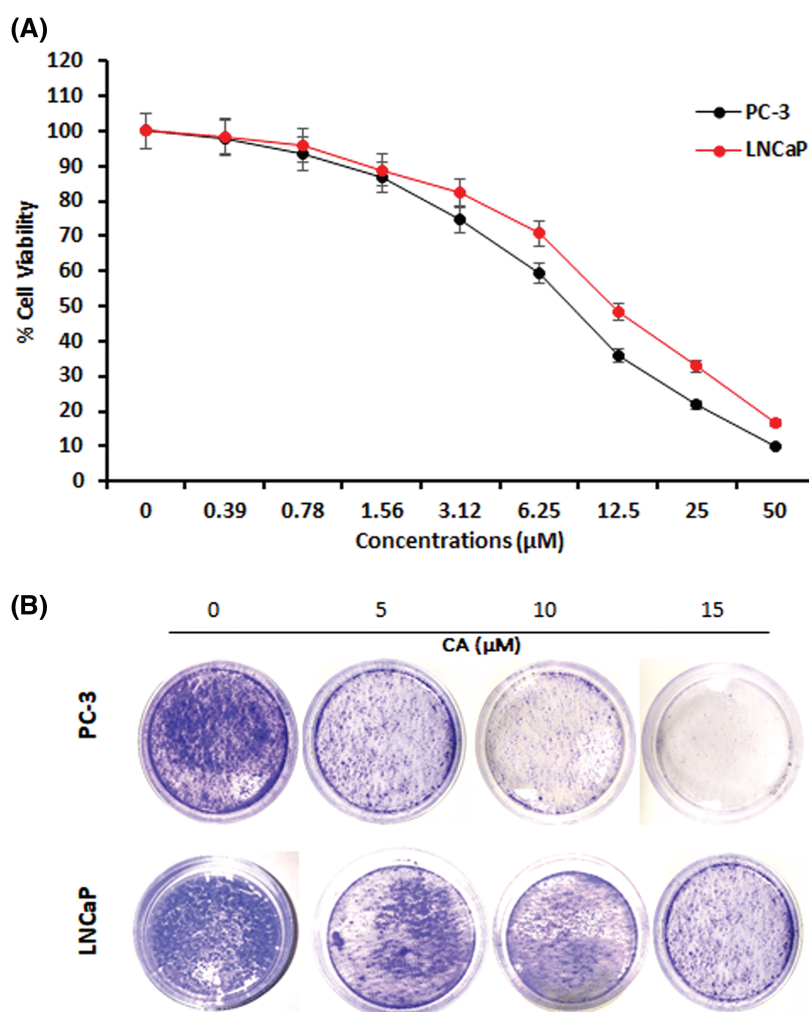 (A)
120
110
100
90
80
70
60
50
40
30
20
10
0
% Cell Viability
PC-3
LNCaP
0 0.39 0.78 1.56 3.12 6.25 12.5 25 50
Concentrations (µM)
(B)
0 5 10 15
CA (µM)
PC-3
LNCaP